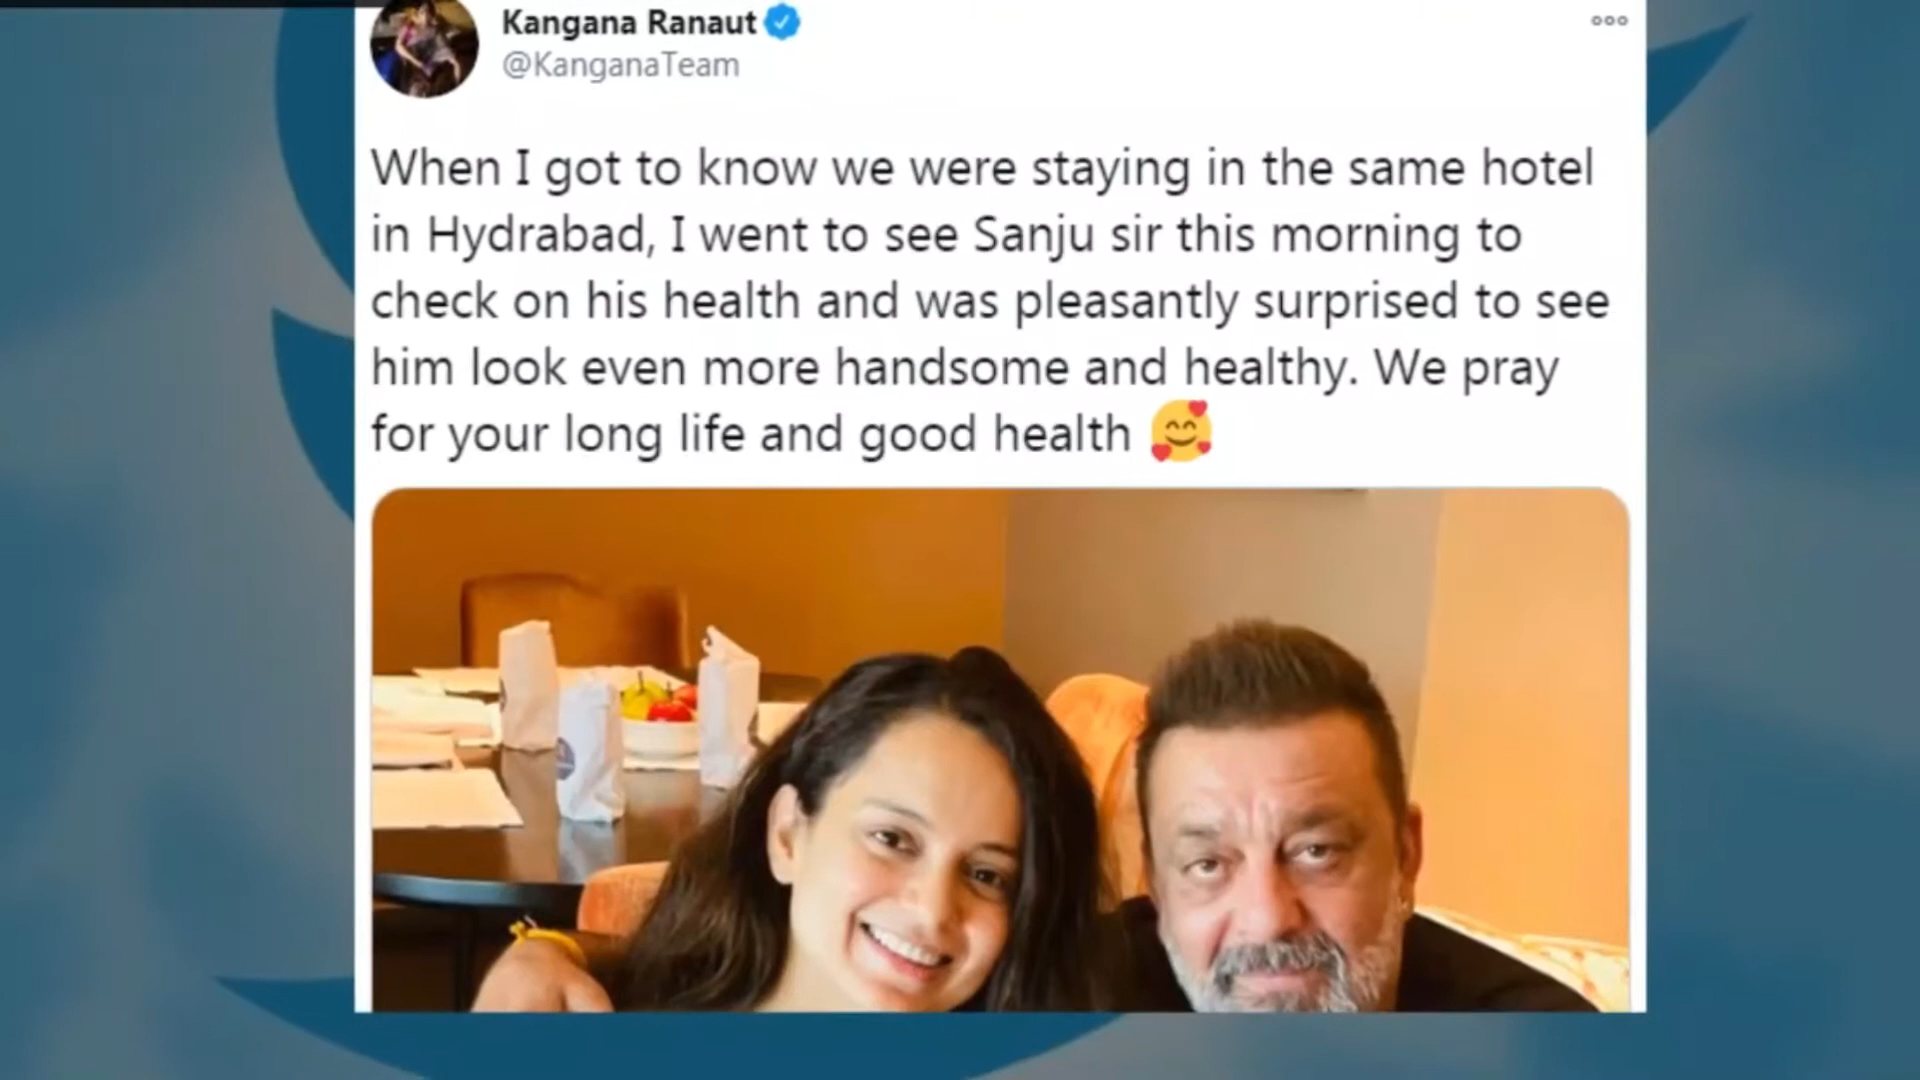 Kangana Ranaut
@KanganaTeam
When I got to know we were staying in the same hotel
in Hydrabad, I went to see Sanju sir this morning to
check on his health and was pleasantly surprised to see
him look even more handsome and healthy. We pray
for your long life and good health 🥰